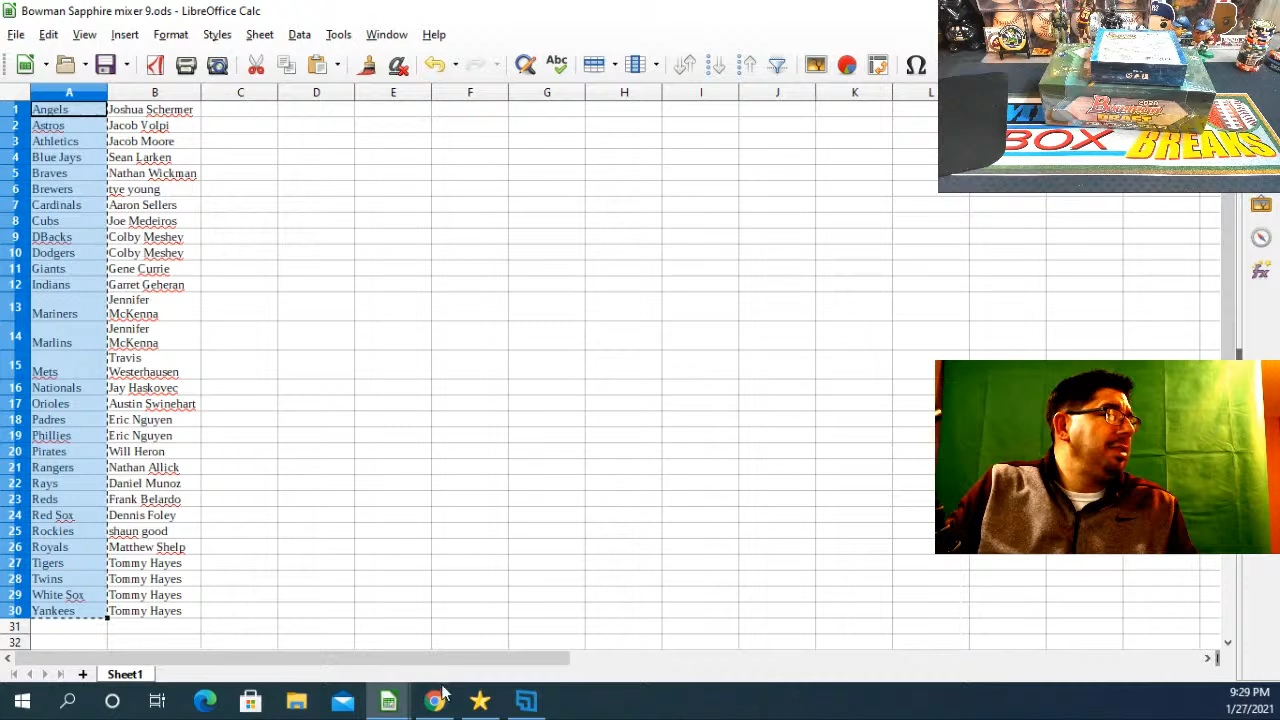 Bowman Sapphire mixer 9.ods - LibreOffice Calc
File Edit View Insert Format Styles Sheet Data Tools Window Help
A B C D E F G H I J K L
1 Angels Joshua Schermer
2 Astros Jacob Volpi
3 Athletics Jacob Moore
4 Blue Jays Sean Larken
5 Braves Nathan Wickman
6 Brewers tye young
7 Cardinals Aaron Sellers
8 Cubs Joe Medeiros
9 DBacks Colby Meshey
10 Dodgers Colby Meshey
11 Giants Gene Currie
12 Indians Garret Geheran
Jennifer
13 Mariners McKenna
Jennifer
14 Marlins McKenna
Travis
15 Mets Westerhausen
16 Nationals Jay Haskovec
17 Orioles Austin Swinehart
18 Padres Eric Nguyen
19 Phillies Eric Nguyen
20 Pirates Will Heron
21 Rangers Nathan Allick
22 Rays Daniel Munoz
23 Reds Frank Belardo
24 Red Sox Dennis Foley
25 Rockies shaun good
26 Royals Matthew Shelp
27 Tigers Tommy Hayes
28 Twins Tommy Hayes
29 White Sox Tommy Hayes
30 Yankees Tommy Hayes
31
32
Sheet1
9:29 PM
1/27/2021
Bowman
DRAFT
BOX BREAKS